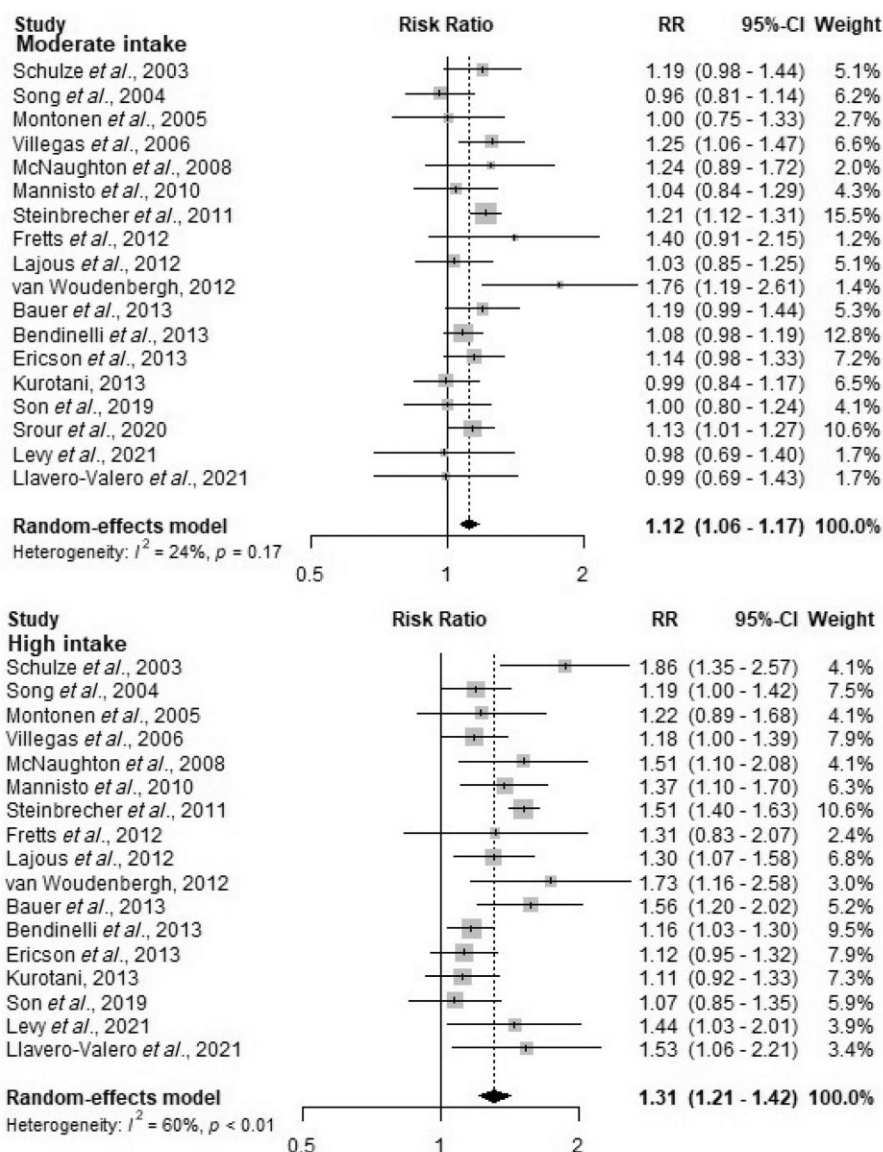 Study Risk Ratio RR 95%-CI Weight
Moderate intake
Schulze et al., 2003 1.19 (0.98 - 1.44) 5.1%
Song et al., 2004 0.96 (0.81 - 1.14) 6.2%
Montonen et al., 2005 1.00 (0.75 - 1.33) 2.7%
Villegas et al., 2006 1.25 (1.06 - 1.47) 6.6%
McNaughton et al., 2008 1.24 (0.89 - 1.72) 2.0%
Mannisto et al., 2010 1.04 (0.84 - 1.29) 4.3%
Steinbrecher et al., 2011 1.21 (1.12 - 1.31) 15.5%
Fretts et al., 2012 1.40 (0.91 - 2.15) 1.2%
Lajous et al., 2012 1.03 (0.85 - 1.25) 5.1%
van Woudenbergh, 2012 1.76 (1.19 - 2.61) 1.4%
Bauer et al., 2013 1.19 (0.99 - 1.44) 5.3%
Bendinelli et al., 2013 1.08 (0.98 - 1.19) 12.8%
Ericson et al., 2013 1.14 (0.98 - 1.33) 7.2%
Kurotani, 2013 0.99 (0.84 - 1.17) 6.5%
Son et al., 2019 1.00 (0.80 - 1.24) 4.1%
Srour et al., 2020 1.13 (1.01 - 1.27) 10.6%
Levy et al., 2021 0.98 (0.69 - 1.40) 1.7%
Llavero-Valero et al., 2021 0.99 (0.69 - 1.43) 1.7%
Random-effects model 1.12 (1.06 - 1.17) 100.0%
Heterogeneity: I² = 24%, p = 0.17
0.5 1 2
Study Risk Ratio RR 95%-CI Weight
High intake
Schulze et al., 2003 1.86 (1.35 - 2.57) 4.1%
Song et al., 2004 1.19 (1.00 - 1.42) 7.5%
Montonen et al., 2005 1.22 (0.89 - 1.68) 4.1%
Villegas et al., 2006 1.18 (1.00 - 1.39) 7.9%
McNaughton et al., 2008 1.51 (1.10 - 2.08) 4.1%
Mannisto et al., 2010 1.37 (1.10 - 1.70) 6.3%
Steinbrecher et al., 2011 1.51 (1.40 - 1.63) 10.6%
Fretts et al., 2012 1.31 (0.83 - 2.07) 2.4%
Lajous et al., 2012 1.30 (1.07 - 1.58) 6.8%
van Woudenbergh, 2012 1.73 (1.16 - 2.58) 3.0%
Bauer et al., 2013 1.56 (1.20 - 2.02) 5.2%
Bendinelli et al., 2013 1.16 (1.03 - 1.30) 9.5%
Ericson et al., 2013 1.12 (0.95 - 1.32) 7.9%
Kurotani, 2013 1.11 (0.92 - 1.33) 7.3%
Son et al., 2019 1.07 (0.85 - 1.35) 5.9%
Levy et al., 2021 1.44 (1.03 - 2.01) 3.9%
Llavero-Valero et al., 2021 1.53 (1.06 - 2.21) 3.4%
Random-effects model 1.31 (1.21 - 1.42) 100.0%
Heterogeneity: I² = 60%, p < 0.01
0.5 1 2